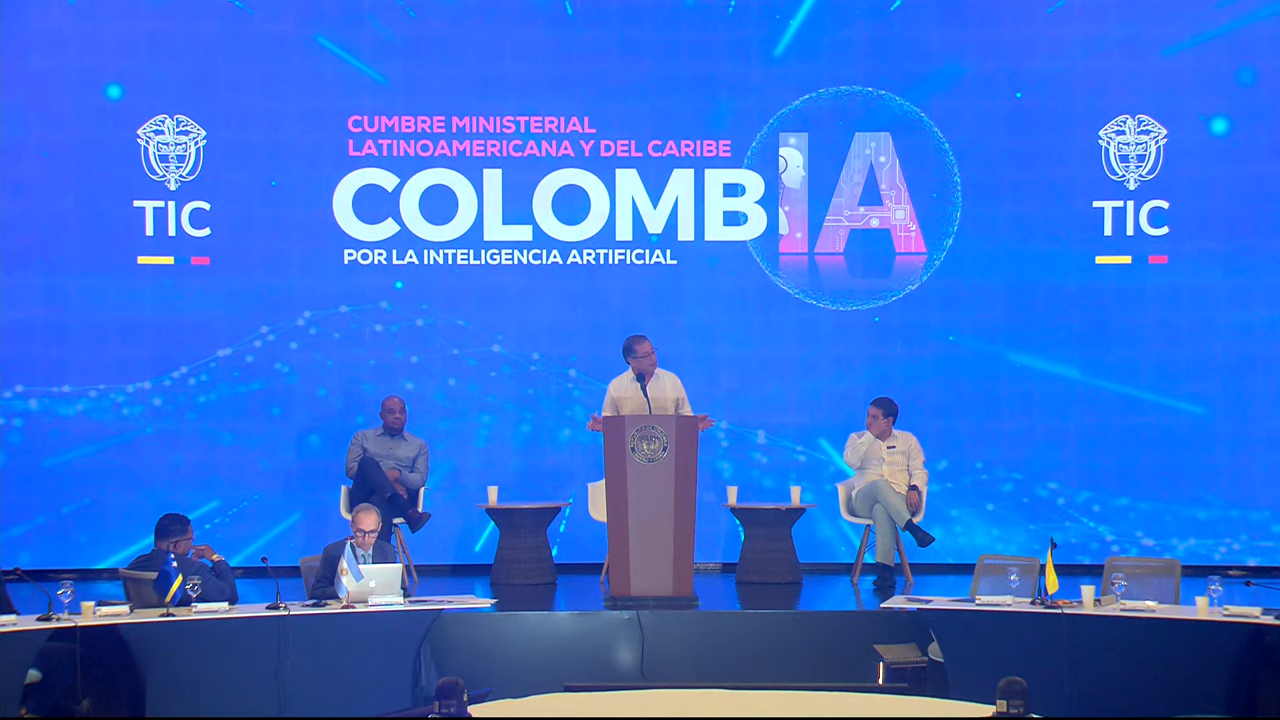 CUMBRE MINISTERIAL
LATINOAMERICANA Y DEL CARIBE
COLOMBIA
POR LA INTELIGENCIA ARTIFICIAL
TIC
TIC